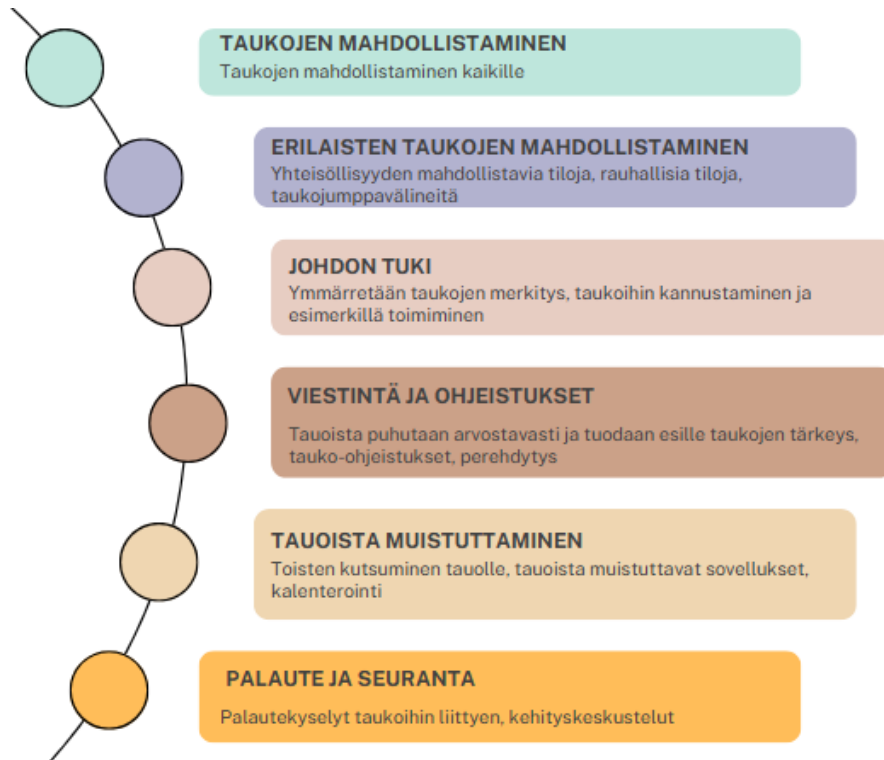 TAUKOJEN MAHDOLLISTAMINEN
Taukojen mahdollistaminen kaikille
ERILAISTEN TAUKOJEN MAHDOLLISTAMINEN
Yhteisöllisyyden mahdollistavia tiloja, rauhallisia tiloja,
taukojumppavälineitä
JOHDON TUKI
Ymmärretään taukojen merkitys, taukoihin kannustaminen ja
esimerkillä toimiminen
VIESTINTÄ JA OHJEISTUKSET
Tauoista puhutaan arvostavasti ja tuodaan esille taukojen tärkeys,
tauko-ohjeistukset, perehdytys
TAUOISTA MUISTUTTAMINEN
Toisten kutsuminen tauolle, tauoista muistuttavat sovellukset,
kalenterointi
PALAUTE JA SEURANTA
Palautekyselyt taukoihin liittyen, kehityskeskustelut